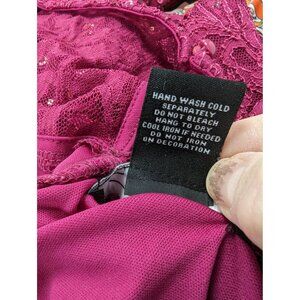 HAND WASH COLD
SEPARATELY
DO NOT BLEACH
HANG TO DRY
COOL IRON IF NEEDED
DO NOT IRON
ON DECORATION